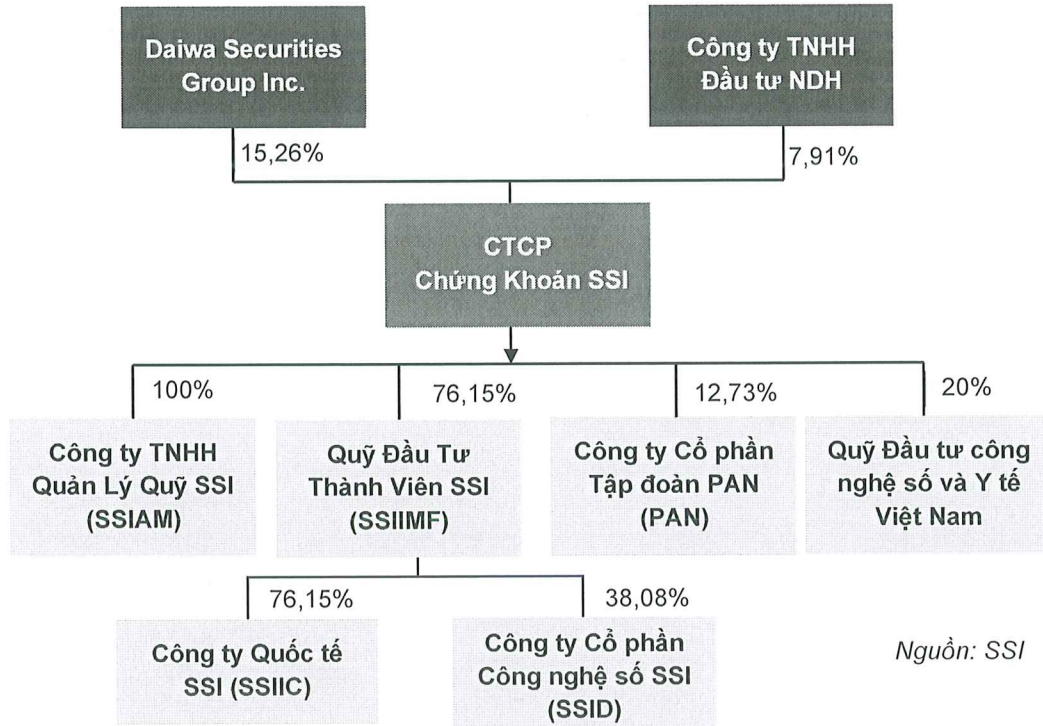 Daiwa Securities
Group Inc.
Công ty TNHH
Đầu tư NDH
15,26%
7,91%
CTCP
Chứng Khoán SSI
100%
76,15%
12,73%
20%
Công ty TNHH
Quản Lý Quỹ SSI
(SSIAM)
Quỹ Đầu Tư
Thành Viên SSI
(SSIIMF)
Công ty Cổ phần
Tập đoàn PAN
(PAN)
Quỹ Đầu tư công
nghệ số và Y tế
Việt Nam
76,15%
38,08%
Công ty Quốc tế
SSI (SSIIC)
Công ty Cổ phần
Công nghệ số SSI
(SSID)
Nguồn: SSI